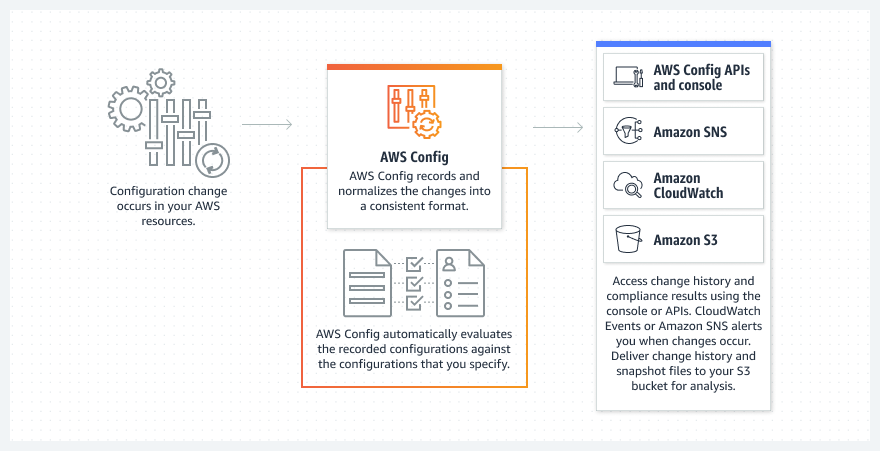 Configuration change
occurs in your AWS
resources.
AWS Config
AWS Config records and
normalizes the changes into
a consistent format.
AWS Config automatically evaluates
the recorded configurations against
the configurations that you specify.
AWS Config APIs
and console
Amazon SNS
Amazon
CloudWatch
Amazon S3
Access change history and
compliance results using the
console or APIs. CloudWatch
Events or Amazon SNS alerts
you when changes occur.
Deliver change history and
snapshot files to your S3
bucket for analysis.